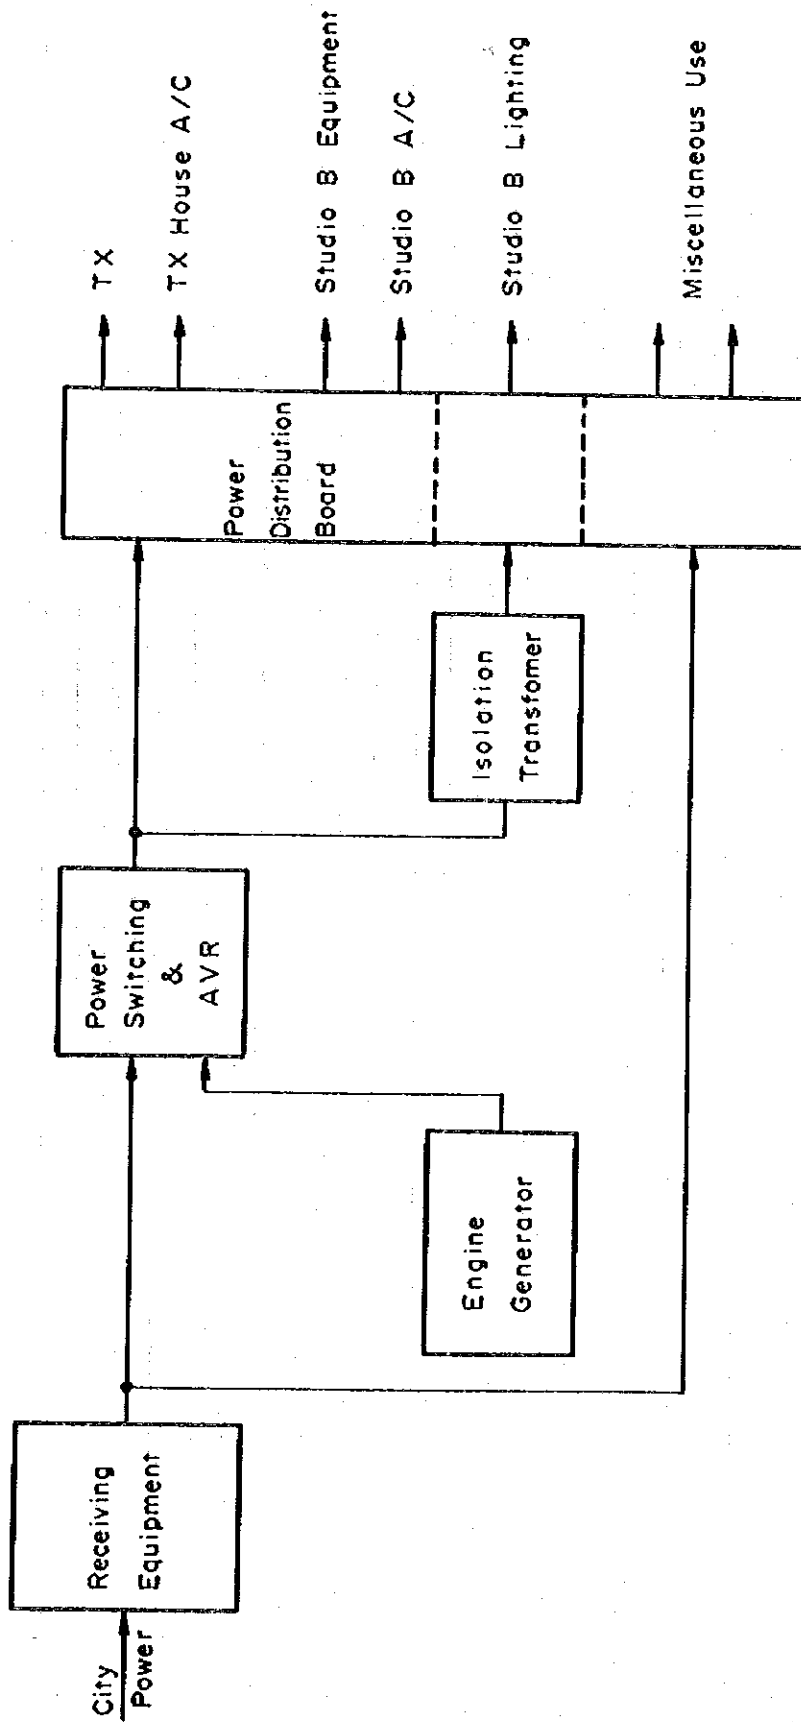 City
Power
Receiving
Equipment
Engine
Generator
Power
Switching
&
AVR
Isolation
Transfomer
Power
Distribution
Board
TX
TX House A/C
Studio B Equipment
Studio B A/C
Studio B Lighting
Miscellaneous Use